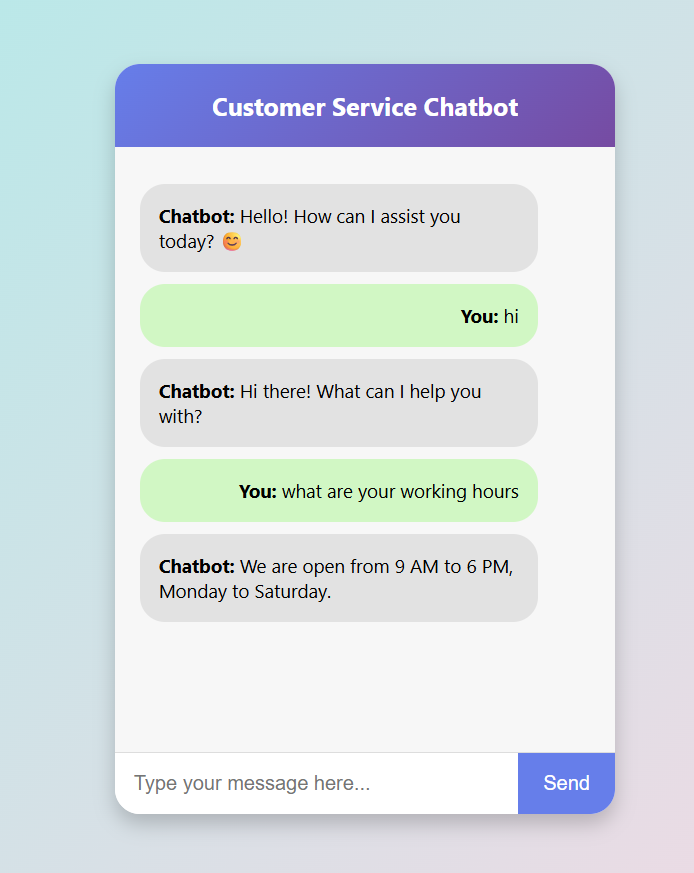 Customer Service Chatbot
Chatbot: Hello! How can I assist you
today? 😊
You: hi
Chatbot: Hi there! What can I help you
with?
You: what are your working hours
Chatbot: We are open from 9 AM to 6 PM,
Monday to Saturday.
Type your message here...
Send